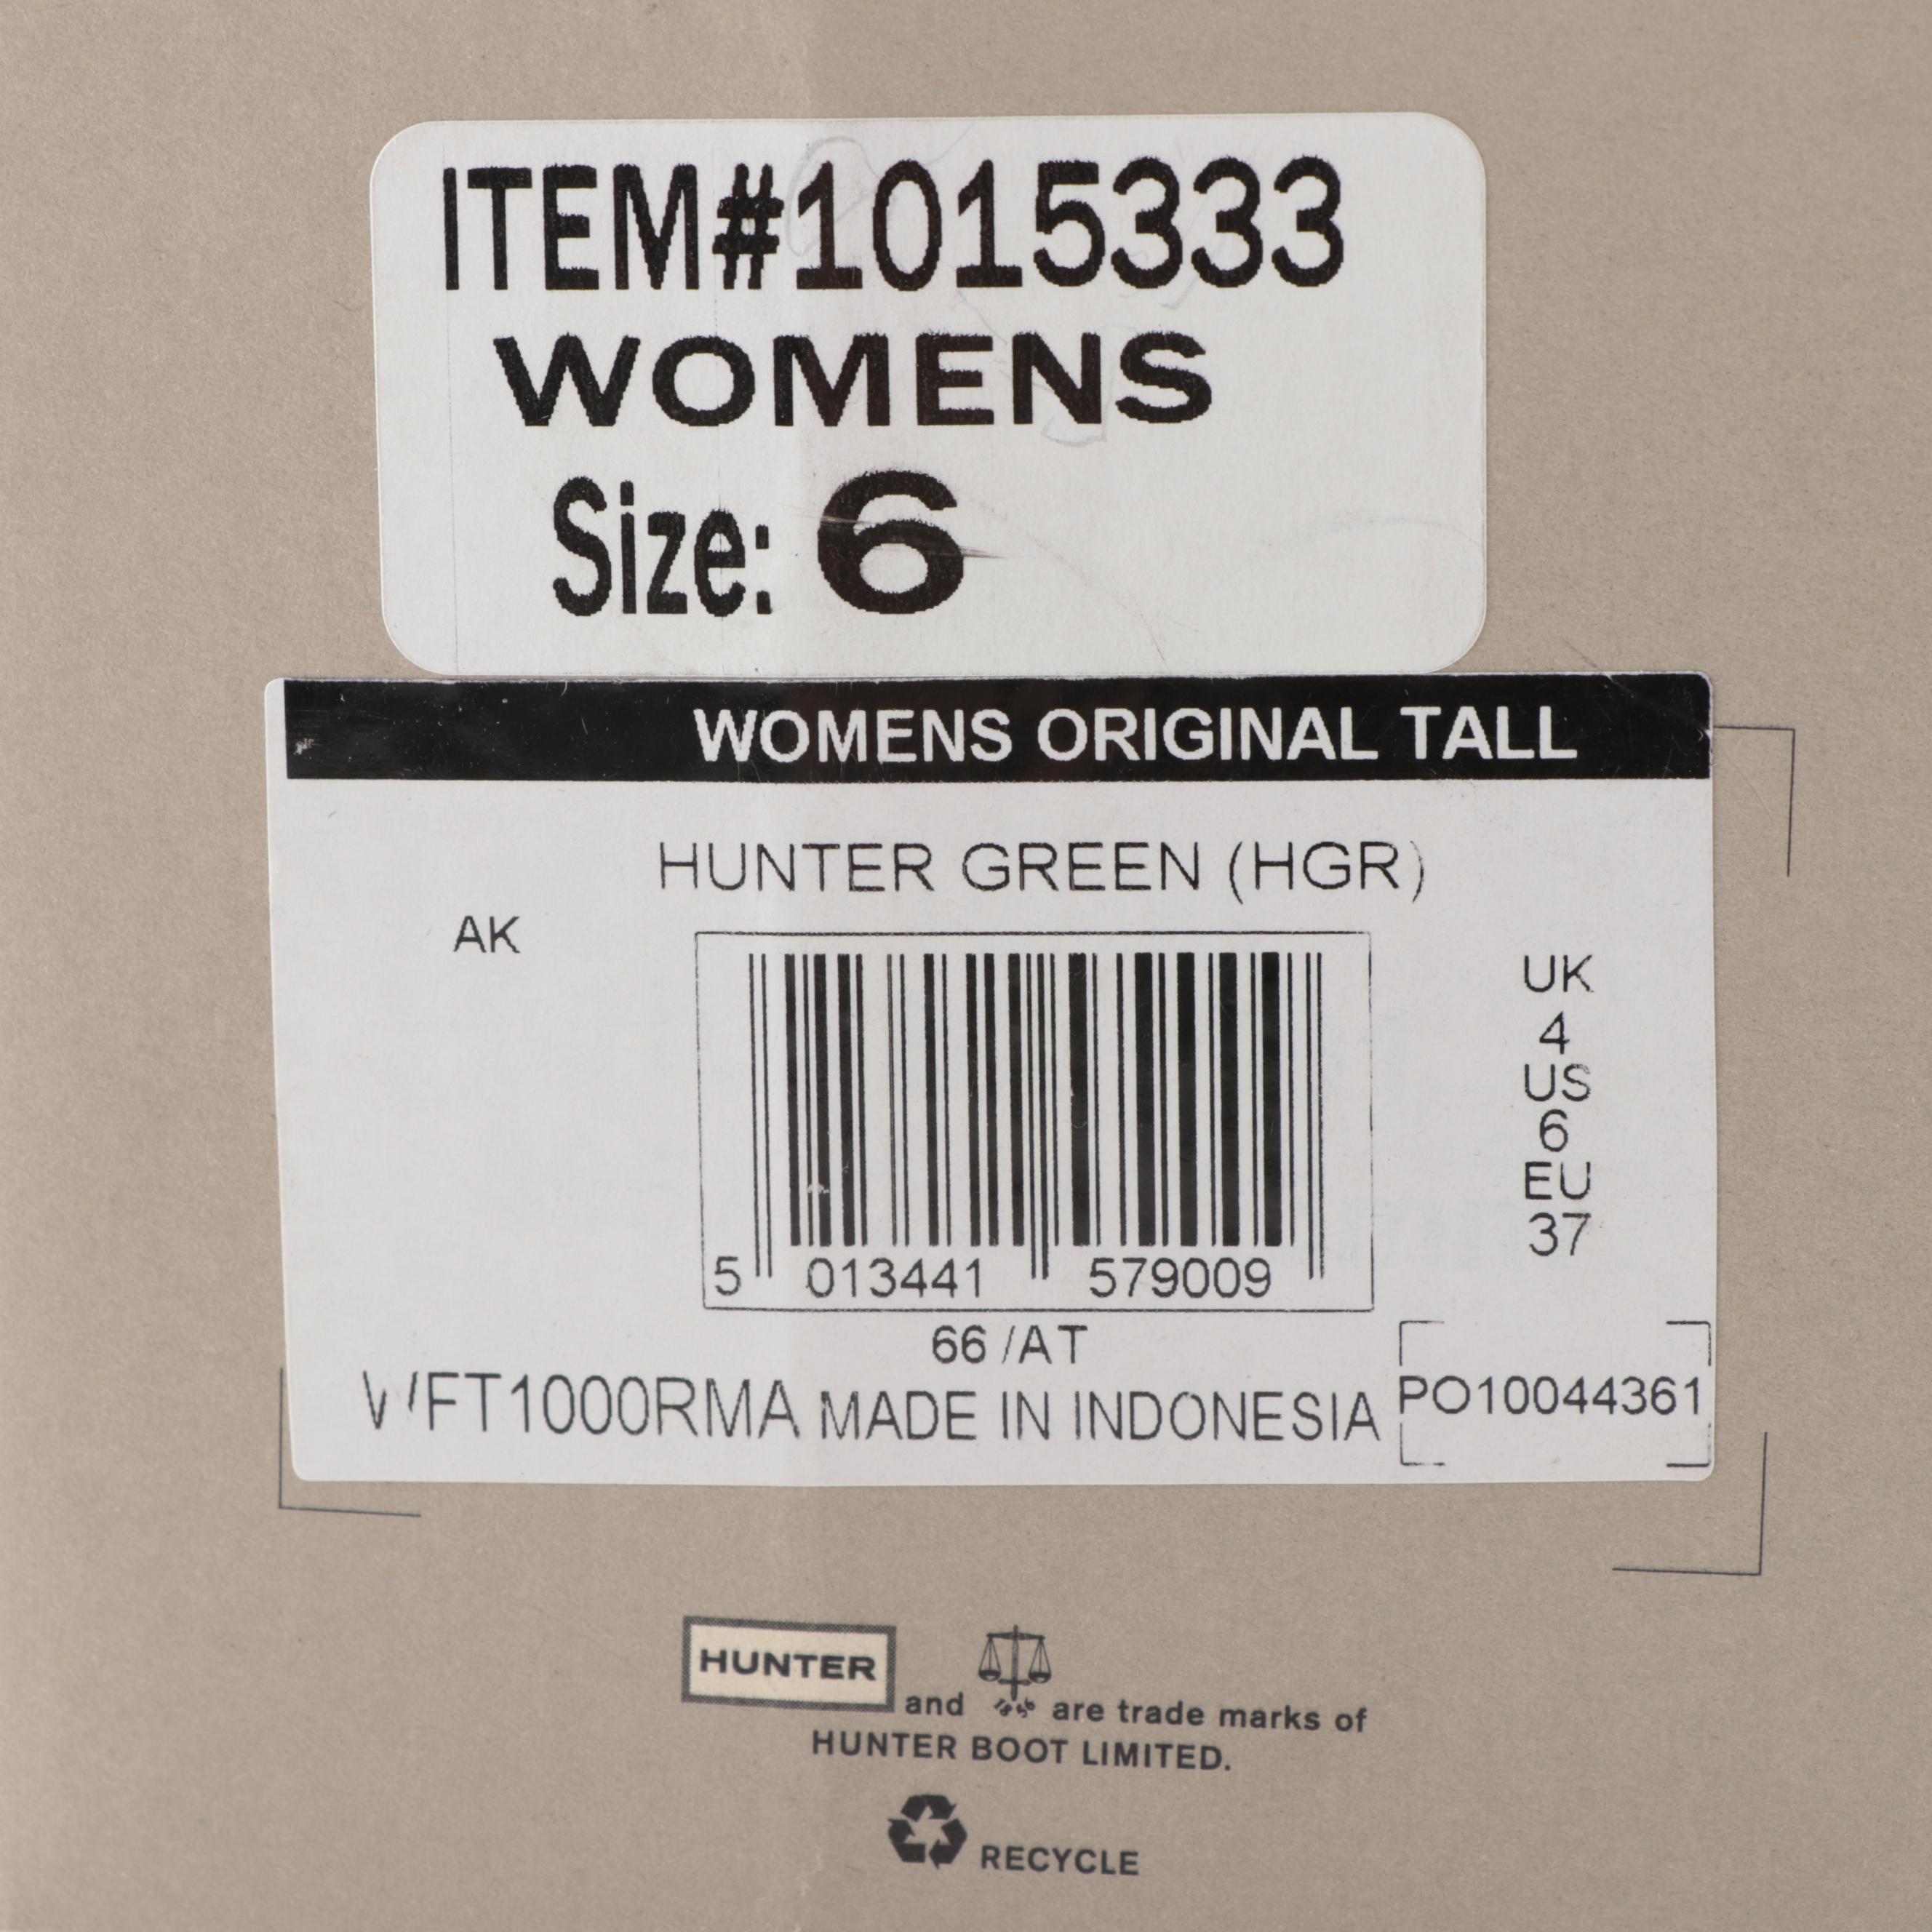 ITEM#1015333
WOMENS
Size: 6
WOMENS ORIGINAL TALL
HUNTER GREEN (HGR)
AK
UK
4
US
6
EU
37
5 013441 579009
66 /AT
WFT1000RMA MADE IN INDONESIA PO10044361
HUNTER and are trade marks of
HUNTER BOOT LIMITED.
RECYCLE